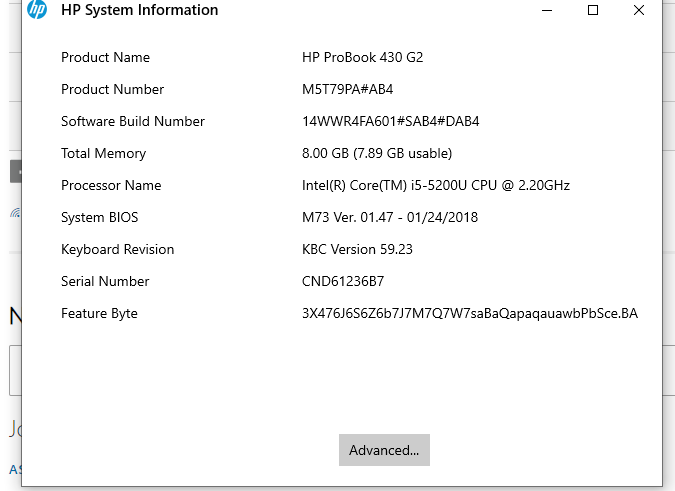 hp HP System Information
Product Name HP ProBook 430 G2
Product Number M5T79PA#AB4
Software Build Number 14WWR4FA601#SAB4#DAB4
Total Memory 8.00 GB (7.89 GB usable)
Processor Name Intel(R) Core(TM) i5-5200U CPU @ 2.20GHz
System BIOS M73 Ver. 01.47 - 01/24/2018
Keyboard Revision KBC Version 59.23
Serial Number CND61236B7
Feature Byte 3X476J6S6Z6b7J7M7Q7W7saBaQapaqauawbPbSce.BA
Advanced...